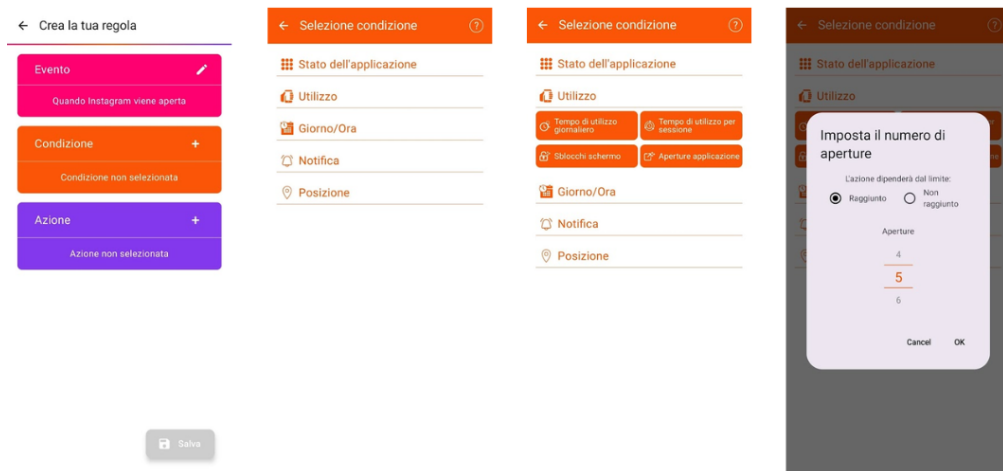 Crea la tua regola
Evento
Quando Instagram viene aperta
Condizione
Condizione non selezionata
Azione
Azione non selezionata
Salva
Selezione condizione
Stato dell'applicazione
Utilizzo
Giorno/Ora
Notifica
Posizione
Selezione condizione
Stato dell'applicazione
Utilizzo
Tempo di utilizzo
giornaliero
Tempo di utilizzo per
sessione
Sblocchi schermo
Aperture applicazione
Giorno/Ora
Notifica
Posizione
Selezione condizione
Stato dell'applicazione
Utilizzo
Imposta il numero di
aperture
L'azione dipenderà dal limite:
Raggiunto
Non
raggiunto
Aperture
4
5
6
Cancel
OK